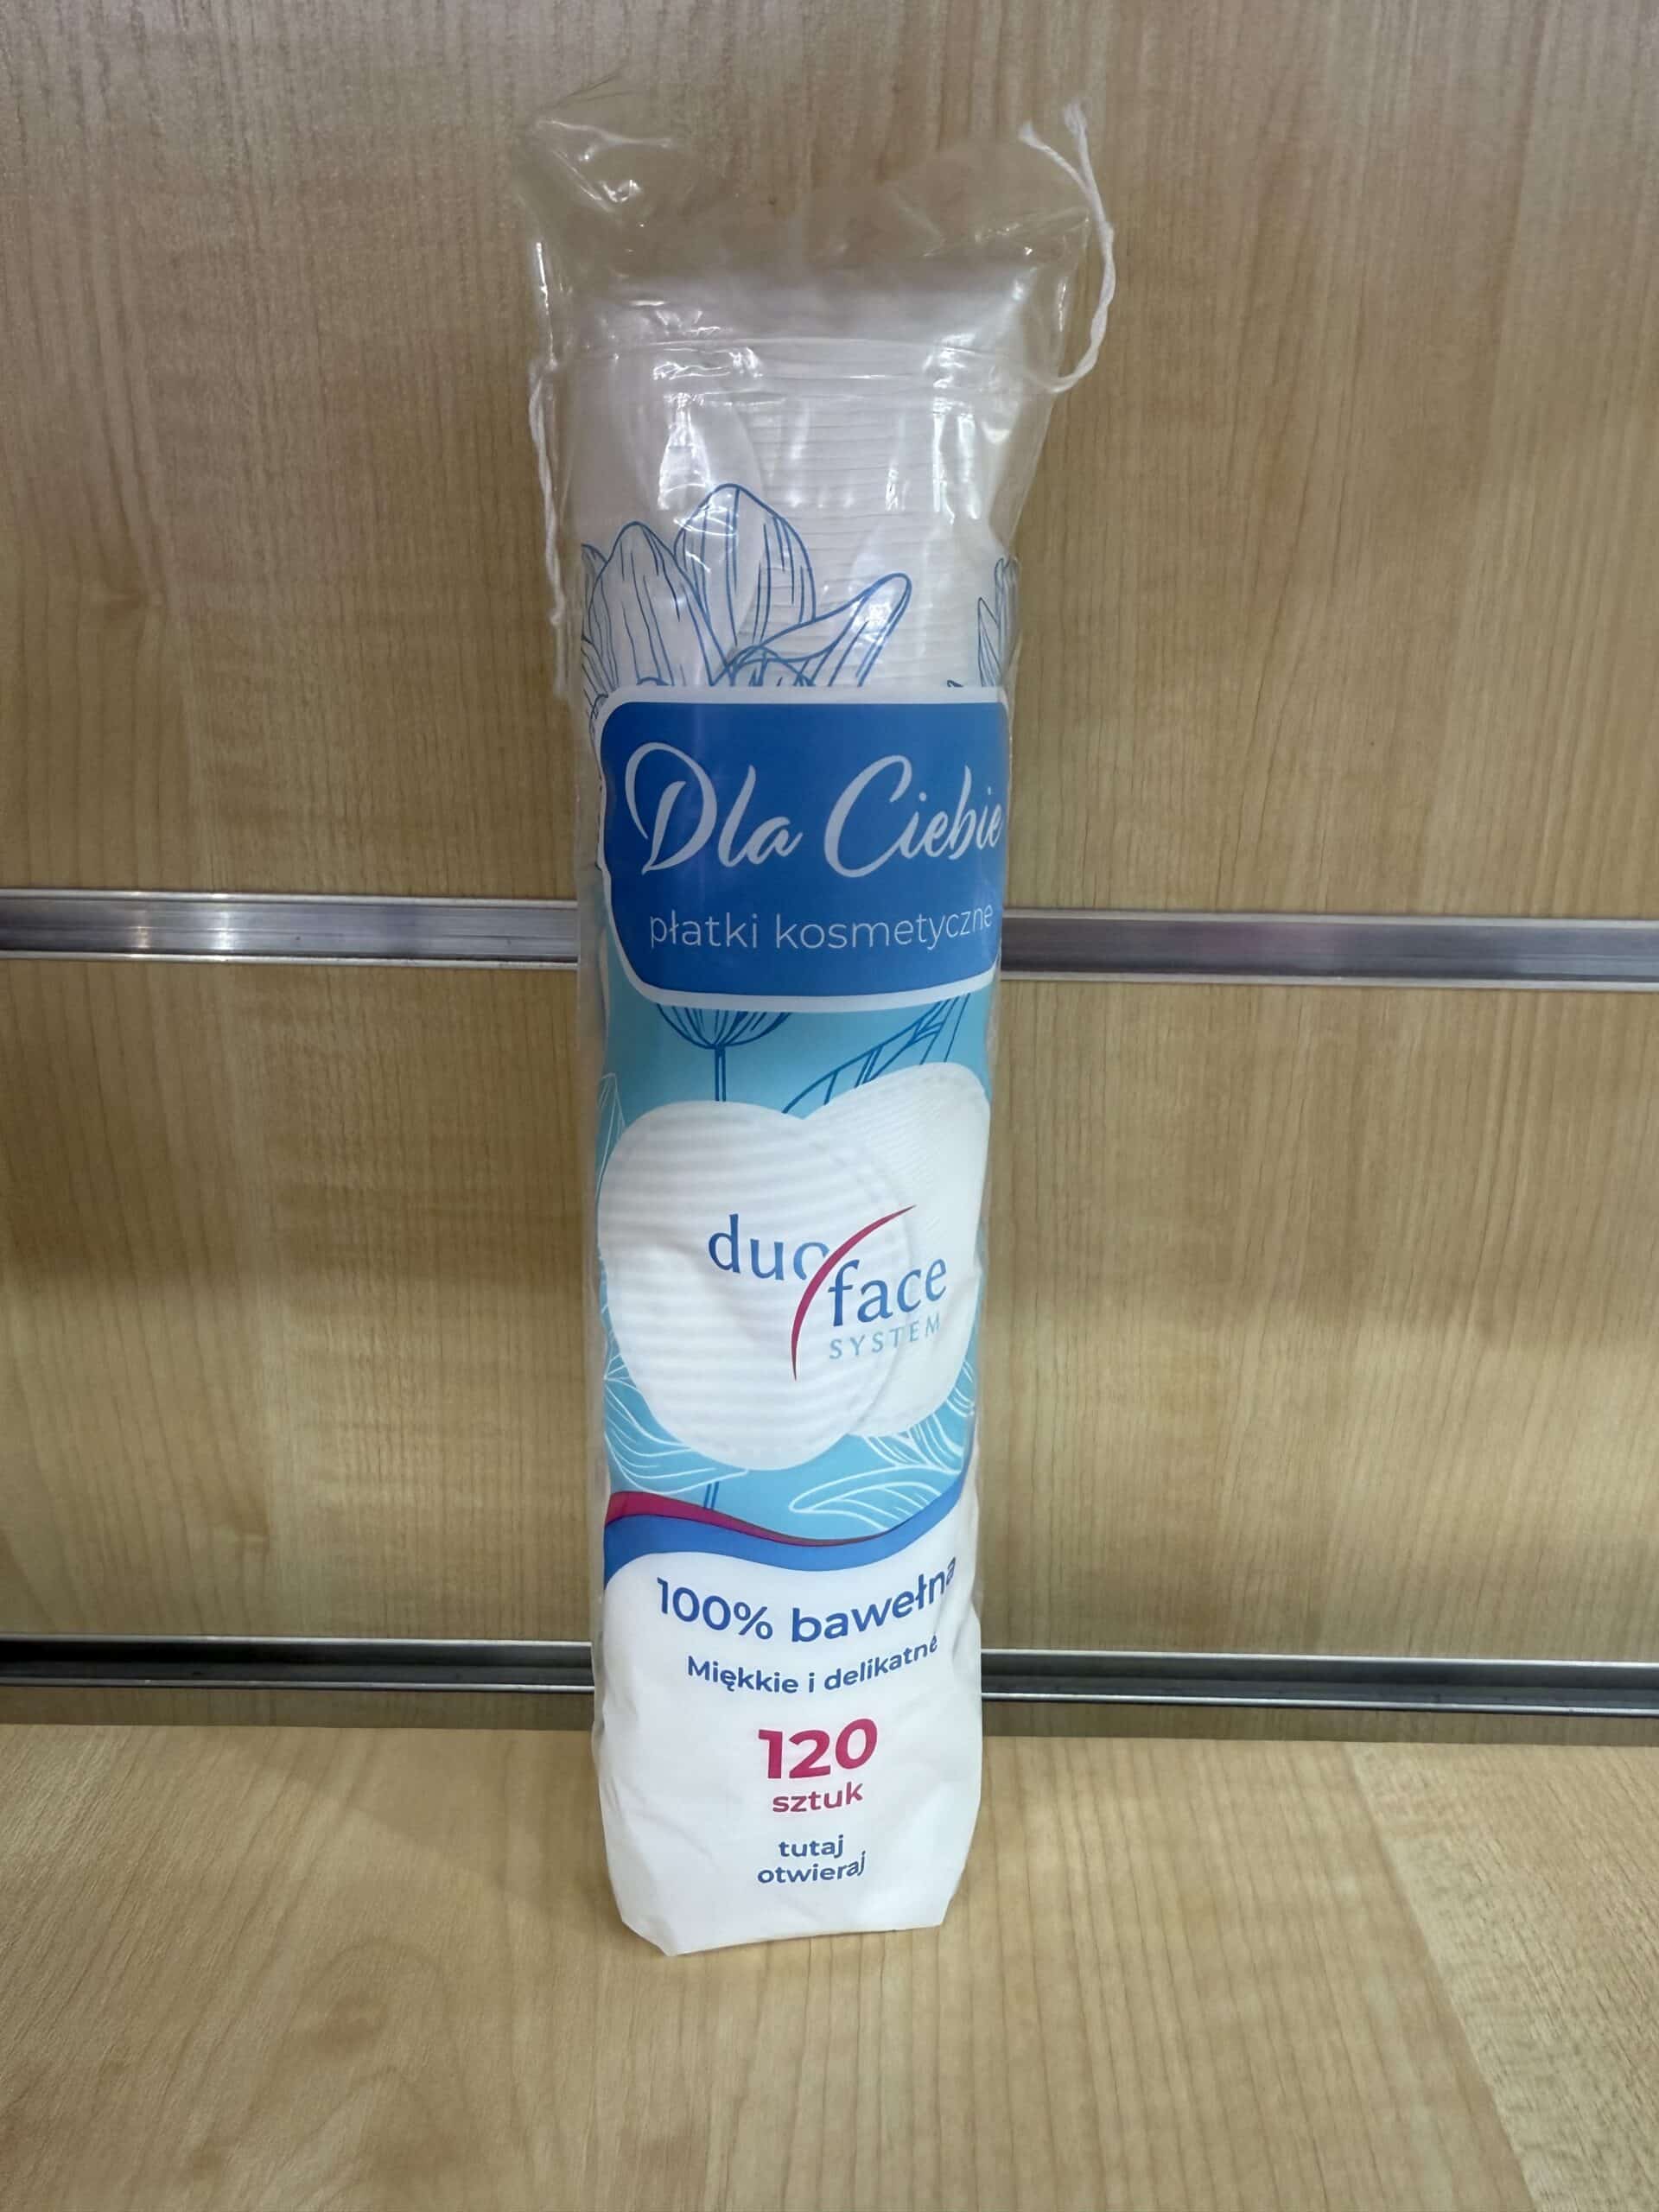 Dla Ciebie
płatki kosmetyczne
duo
face
SYSTEM
100% bawełna
Miękkie i delikatne
120
sztuk
tutaj
otwieraj